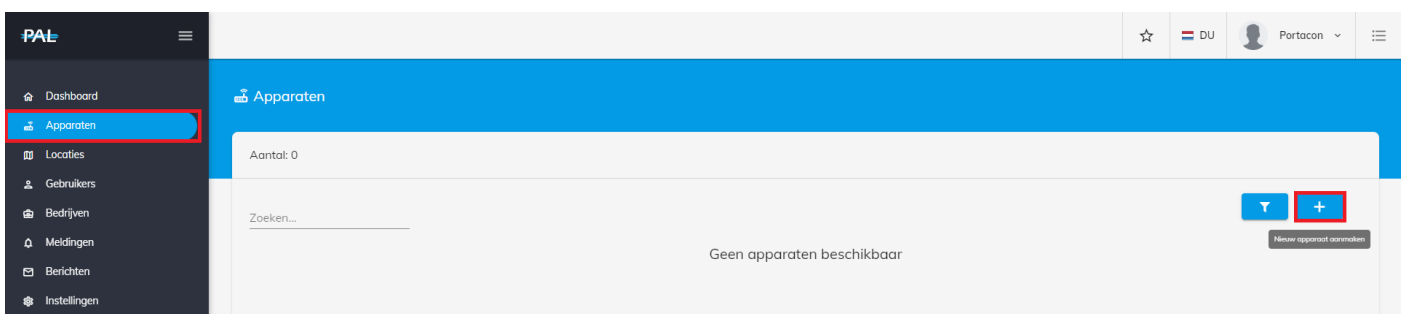 PAL
DU
Portacon
Dashboard
Apparaten
Locaties
Gebruikers
Bedrijven
Meldingen
Berichten
Instellingen
Apparaten
Aantal: 0
Zoeken...
Nieuw apparaat aanmaken
Geen apparaten beschikbaar